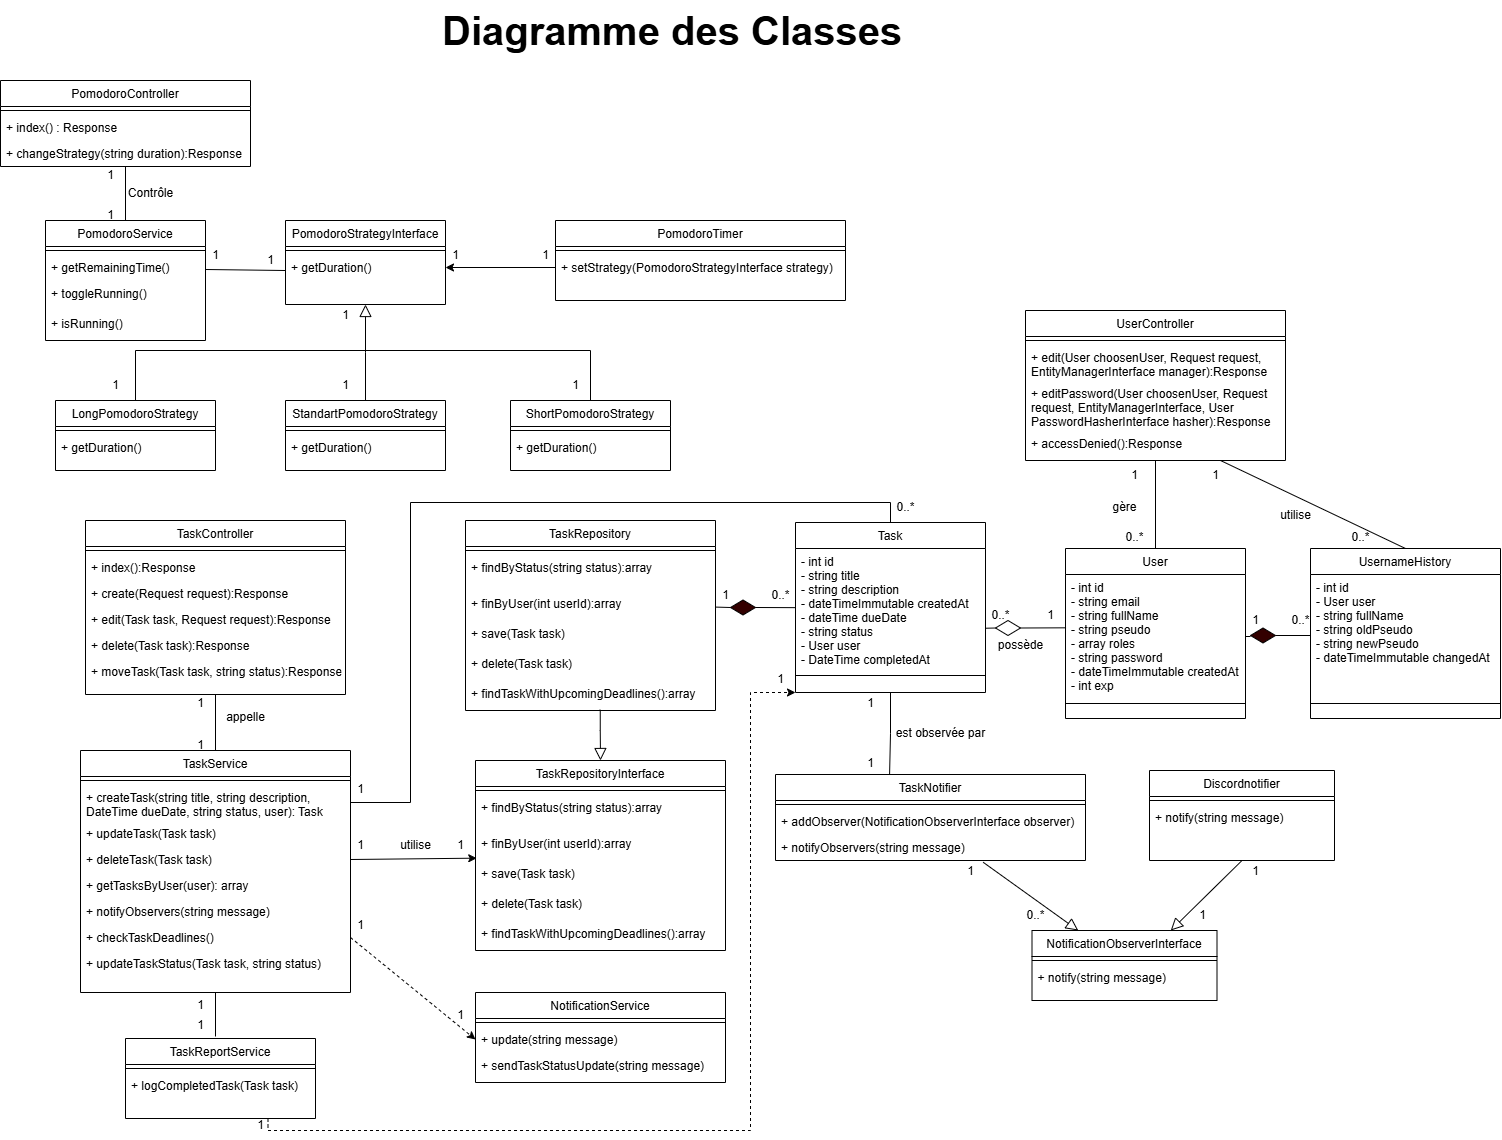 Diagramme des Classes
PomodoroController
+ index() : Response
+ changeStrategy(string duration):Response
1
Contrôle
1
PomodoroService
+ getRemainingTime()
+ toggleRunning()
+ isRunning()
1
1
PomodoroStrategyInterface
+ getDuration()
1
1
PomodoroTimer
+ setStrategy(PomodoroStrategyInterface strategy)
1
1
1
1
LongPomodoroStrategy
+ getDuration()
StandartPomodoroStrategy
+ getDuration()
ShortPomodoroStrategy
+ getDuration()
UserController
+ edit(User choosenUser, Request request,
EntityManagerInterface manager):Response
+ editPassword(User choosenUser, Request
request, EntityManagerInterface, User
PasswordHasherInterface hasher):Response
+ accessDenied():Response
1
1
gère
utilise
0..*
0..*
TaskController
+ index():Response
+ create(Request request):Response
+ edit(Task task, Request request):Response
+ delete(Task task):Response
+ moveTask(Task task, string status):Response
1
appelle
1
TaskRepository
+ findByStatus(string status):array
+ finByUser(int userId):array
+ save(Task task)
+ delete(Task task)
+ findTaskWithUpcomingDeadlines():array
1
0..*
0..*
Task
- int id
- string title
- string description
- dateTimeImmutable createdAt
- dateTime dueDate
- string status
- User user
- DateTime completedAt
0..*
1
possède
User
- int id
- string email
- string fullName
- string pseudo
- array roles
- string password
- dateTimeImmutable createdAt
- int exp
1
0..*
UsernameHistory
- int id
- User user
- string fullName
- string oldPseudo
- string newPseudo
- dateTimeImmutable changedAt
1
1
est observée par
1
TaskService
+ createTask(string title, string description,
DateTime dueDate, string status, user): Task
+ updateTask(Task task)
+ deleteTask(Task task)
+ getTasksByUser(user): array
+ notifyObservers(string message)
+ checkTaskDeadlines()
+ updateTaskStatus(Task task, string status)
1
1
utilise
1
1
1
TaskRepositoryInterface
+ findByStatus(string status):array
+ finByUser(int userId):array
+ save(Task task)
+ delete(Task task)
+ findTaskWithUpcomingDeadlines():array
TaskNotifier
+ addObserver(NotificationObserverInterface observer)
+ notifyObservers(string message)
Discordnotifier
+ notify(string message)
1
1
0..*
1
NotificationObserverInterface
+ notify(string message)
NotificationService
+ update(string message)
+ sendTaskStatusUpdate(string message)
1
1
TaskReportService
+ logCompletedTask(Task task)
1